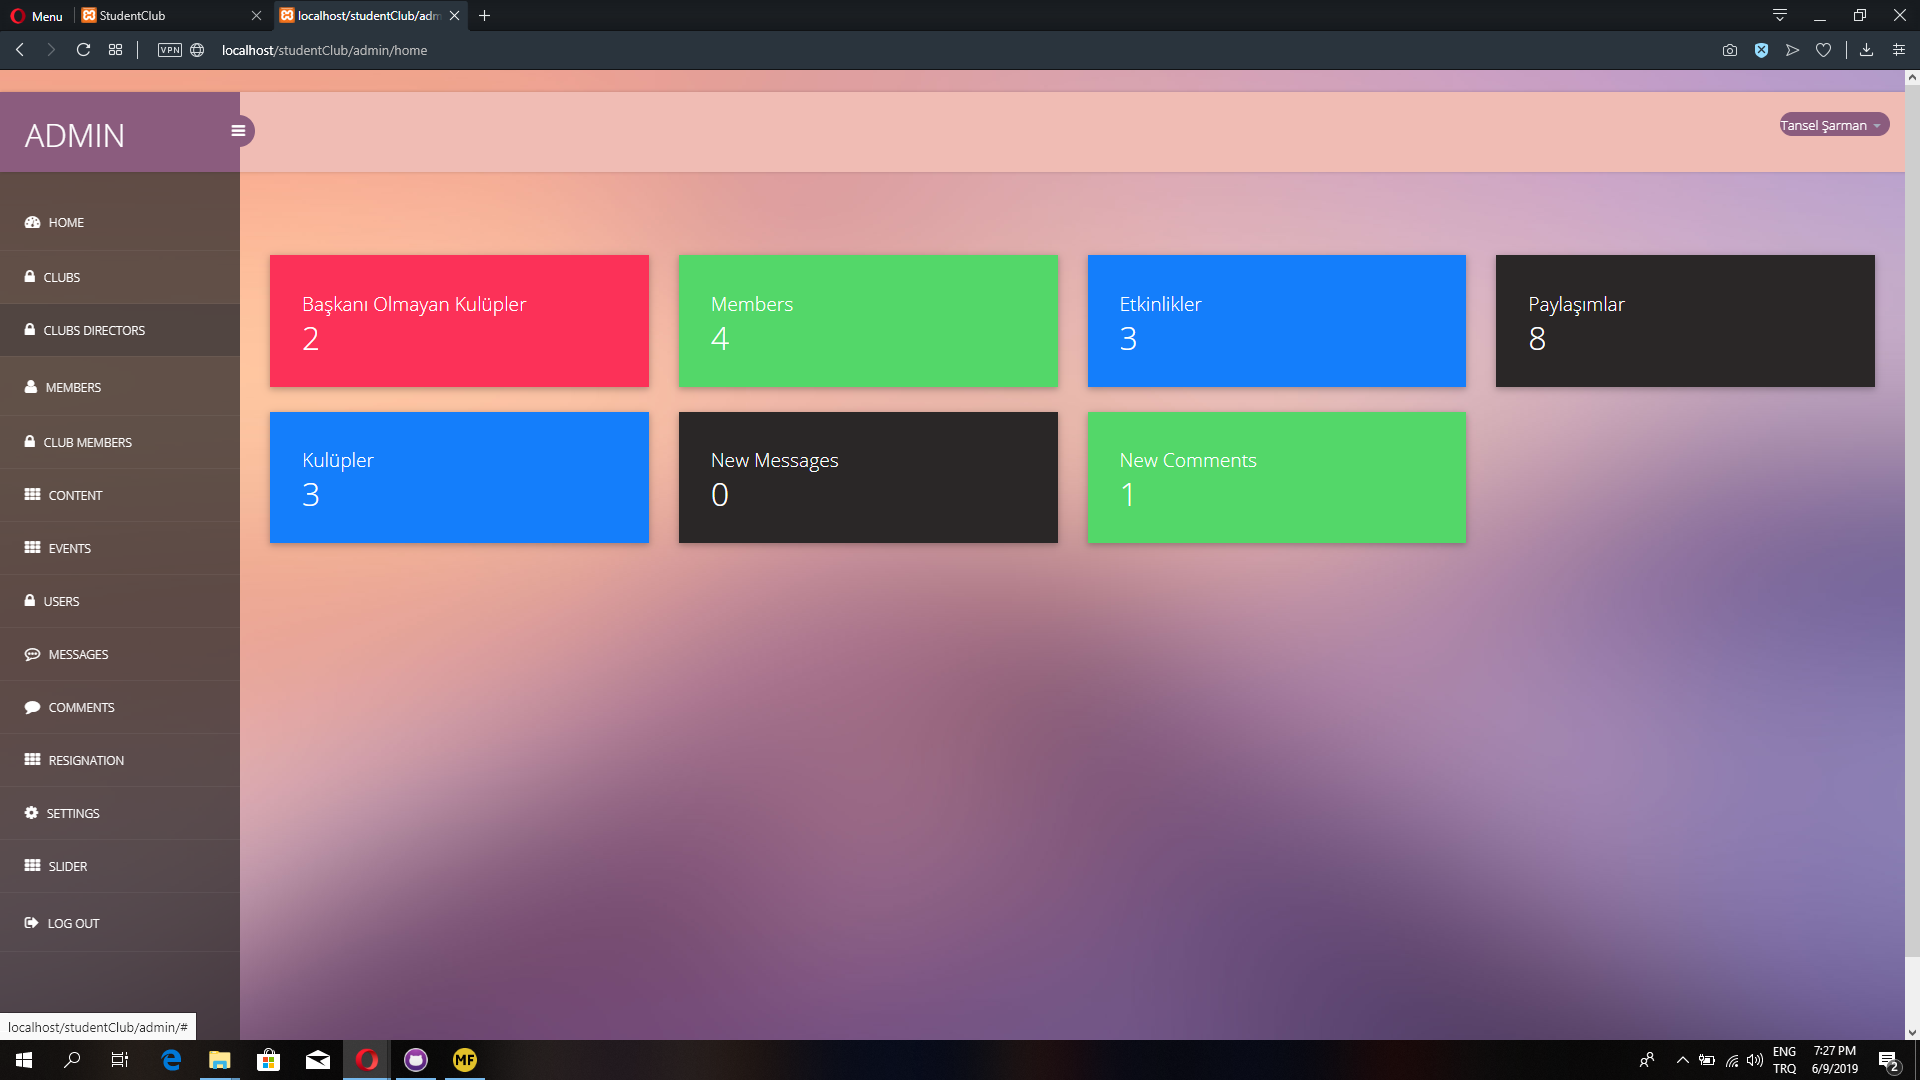 Menu
StudentClub
localhost/studentClub/adm
VPN
localhost/studentClub/admin/home
ADMIN
Tansel Şarman
HOME
CLUBS
CLUBS DIRECTORS
MEMBERS
CLUB MEMBERS
CONTENT
EVENTS
USERS
MESSAGES
COMMENTS
RESIGNATION
SETTINGS
SLIDER
LOG OUT
Başkanı Olmayan Kulüpler
2
Members
4
Etkinlikler
3
Paylaşımlar
8
Kulüpler
3
New Messages
0
New Comments
1
localhost/studentClub/admin/#
MF
ENG
TRQ
7:27 PM
6/9/2019
2